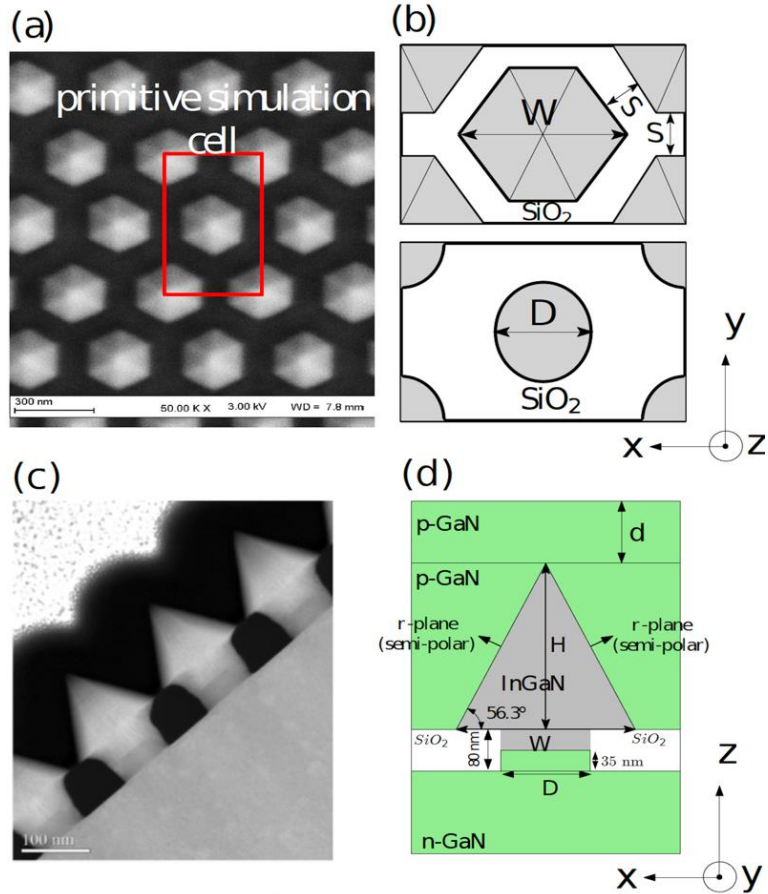 (a)
primitive simulation
cell
300 nm
50.00 K X
3.00 kV
WD = 7.8 mm
(b)
W
S
S
SiO₂
D
SiO₂
y
x
z
(c)
100 nm
(d)
p-GaN
d
p-GaN
r-plane
(semi-polar)
r-plane
(semi-polar)
H
InGaN
56.3°
SiO₂
W
SiO₂
80 nm
35 nm
D
n-GaN
z
x
y